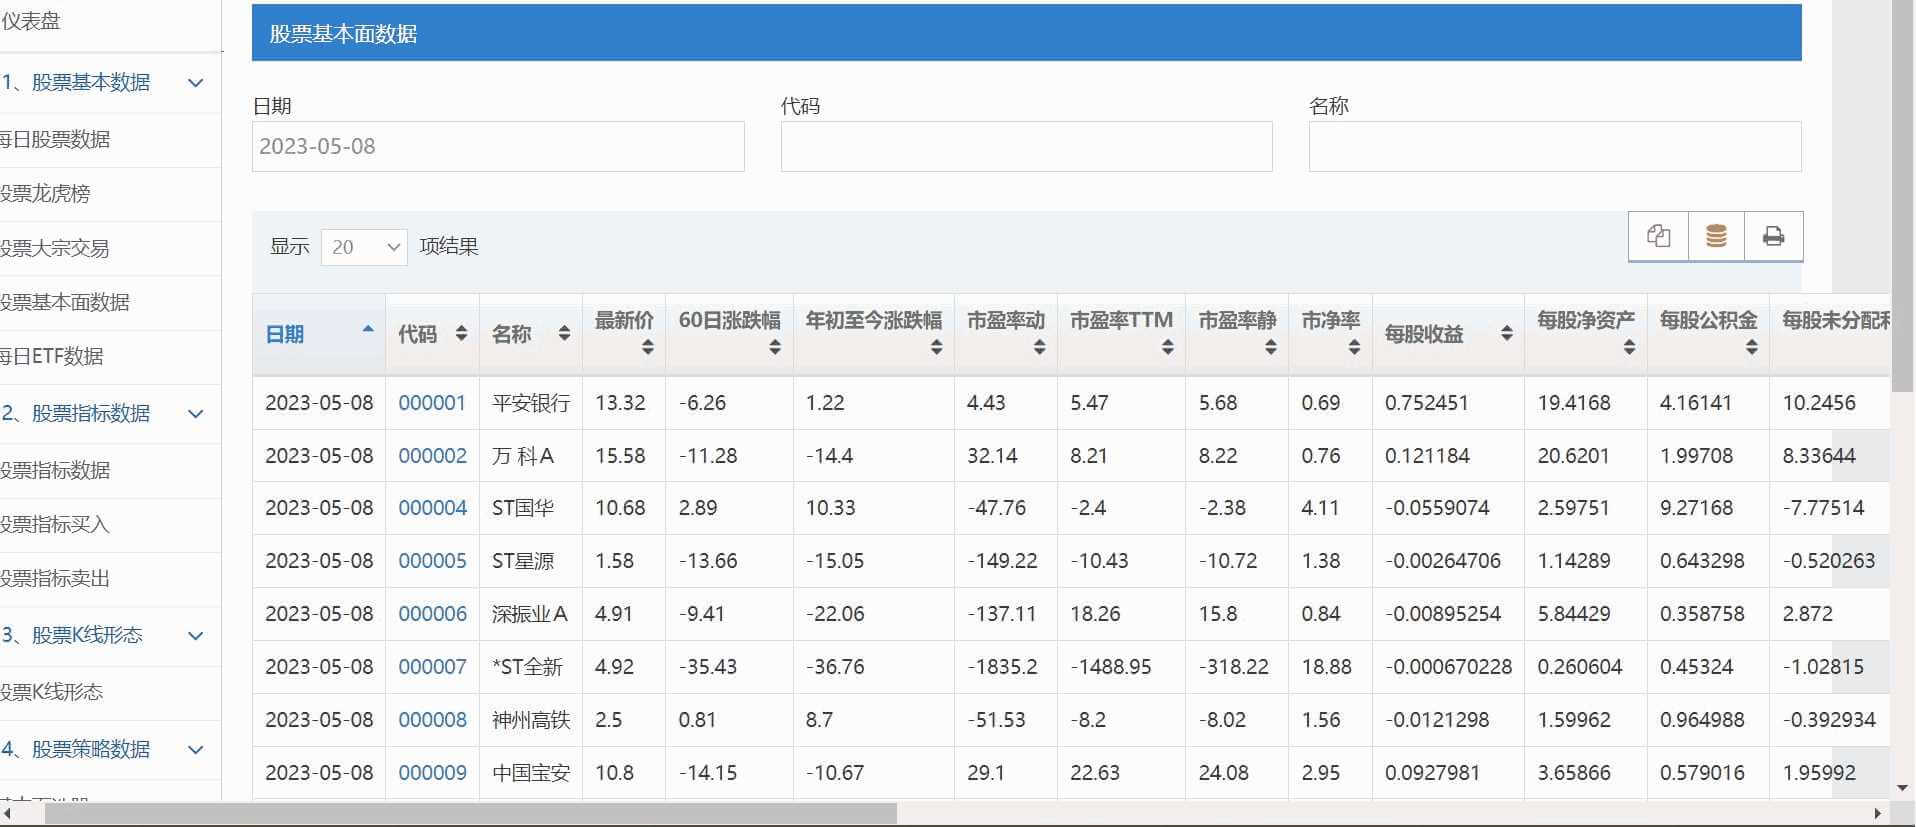 仪表盘
1、股票基本数据
每日股票数据
股票龙虎榜
股票大宗交易
股票基本面数据
每日ETF数据
2、股票指标数据
股票指标数据
股票指标买入
股票指标卖出
3、股票K线形态
股票K线形态
4、股票策略数据
股票基本面数据
日期 代码 名称
2023-05-08
显示 20 项结果
日期 代码 名称 最新价 60日涨跌幅 年初至今涨跌幅 市盈率动 市盈率TTM 市盈率静 市净率 每股收益 每股净资产 每股公积金 每股未分配利
2023-05-08 000001 平安银行 13.32 -6.26 1.22 4.43 5.47 5.68 0.69 0.752451 19.4168 4.16141 10.2456
2023-05-08 000002 万 科Ａ 15.58 -11.28 -14.4 32.14 8.21 8.22 0.76 0.121184 20.6201 1.99708 8.33644
2023-05-08 000004 ST国华 10.68 2.89 10.33 -47.76 -2.4 -2.38 4.11 -0.0559074 2.59751 9.27168 -7.77514
2023-05-08 000005 ST星源 1.58 -13.66 -15.05 -149.22 -10.43 -10.72 1.38 -0.00264706 1.14289 0.643298 -0.520263
2023-05-08 000006 深振业Ａ 4.91 -9.41 -22.06 -137.11 18.26 15.8 0.84 -0.00895254 5.84429 0.358758 2.872
2023-05-08 000007 *ST全新 4.92 -35.43 -36.76 -1835.2 -1488.95 -318.22 18.88 -0.000670228 0.260604 0.45324 -1.02815
2023-05-08 000008 神州高铁 2.5 0.81 8.7 -51.53 -8.2 -8.02 1.56 -0.0121298 1.59962 0.964988 -0.392934
2023-05-08 000009 中国宝安 10.8 -14.15 -10.67 29.1 22.63 24.08 2.95 0.0927981 3.65866 0.579016 1.95992